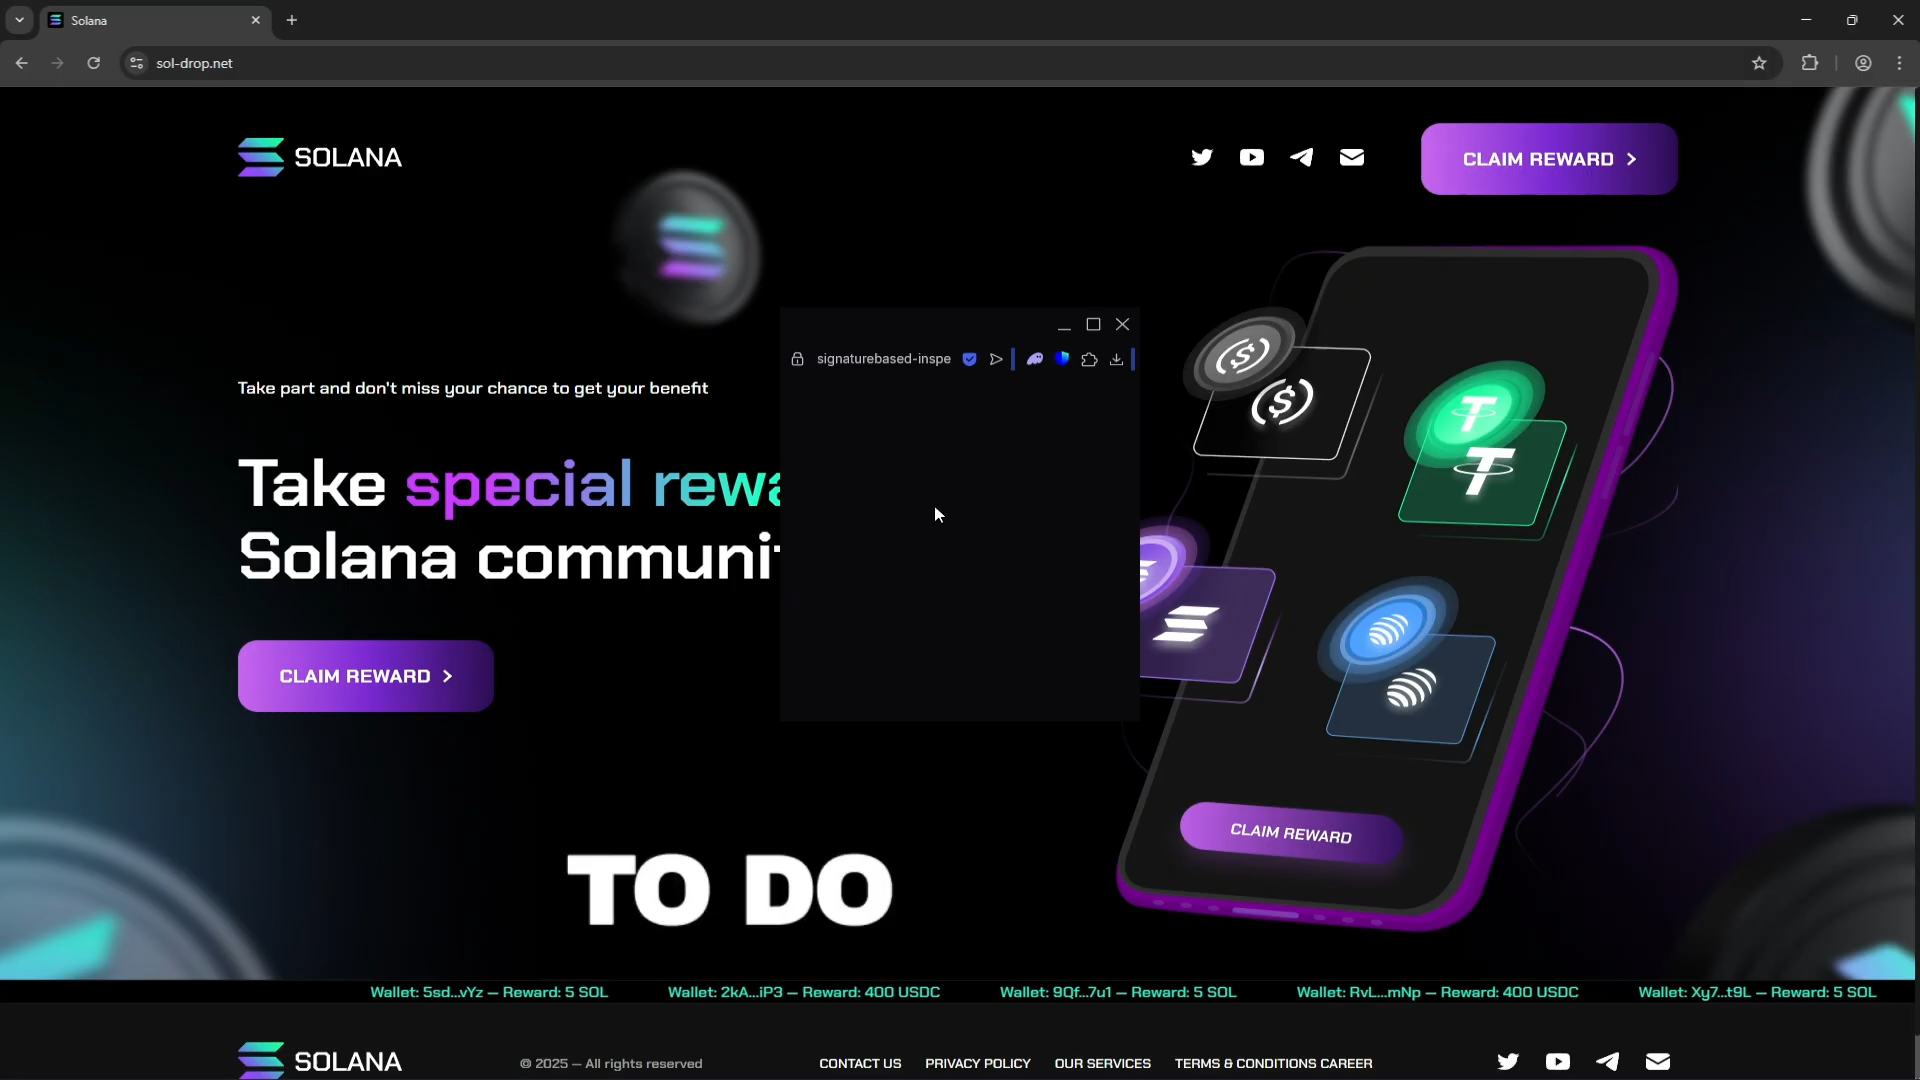 Solana
sol-drop.net
SOLANA
CLAIM REWARD
signaturebased-inspe
Take part and don't miss your chance to get your benefit
Take special rewa
Solana communi
CLAIM REWARD
CLAIM REWARD
TO DO
Wallet: 5sd...vYz — Reward: 5 SOL
Wallet: 2kA...iP3 — Reward: 400 USDC
Wallet: 9Qf...7u1 — Reward: 5 SOL
Wallet: RvL...mNp — Reward: 400 USDC
Wallet: Xy7...t9L — Reward: 5 SOL
SOLANA
© 2025 — All rights reserved
CONTACT US
PRIVACY POLICY
OUR SERVICES
TERMS & CONDITIONS CAREER